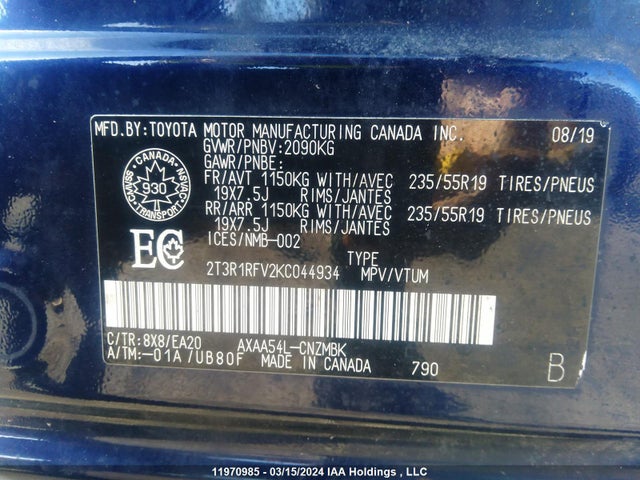 MFD.BY:TOYOTA MOTOR MANUFACTURING CANADA INC. 08/19
GVWR/PNBV:2090KG
GAWR/PNBE:
FR/AVT 1150KG WITH/AVEC 235/55R19 TIRES/PNEUS
19X7.5J RIMS/JANTES
RR/ARR 1150KG WITH/AVEC 235/55R19 TIRES/PNEUS
19X7.5J RIMS/JANTES
ICES/NMB-002
CMVSS CANADA NSVAC
930
TRANSPORT
EC
TYPE
2T3R1RFV2KC044934 MPV/VTUM
C/TR:8X8/EA20 AXAA54L-CNZMBK
A/TM:-01A/UB80F MADE IN CANADA 790 B
11970985 - 03/15/2024 IAA Holdings , LLC